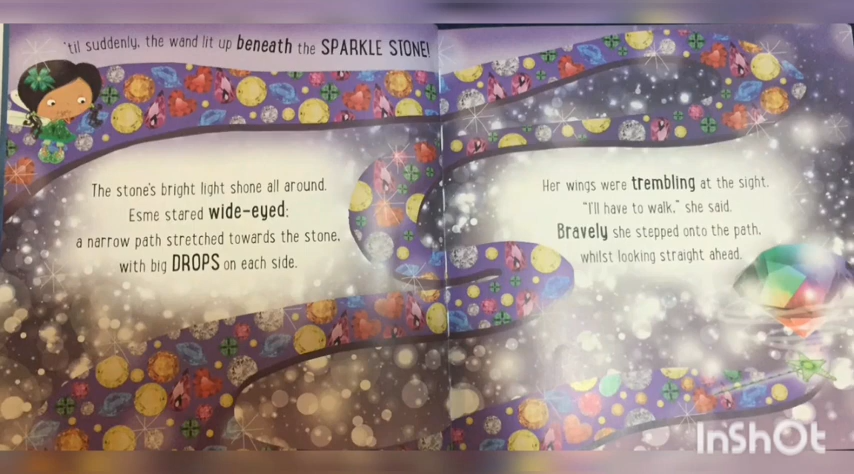 'til suddenly, the wand lit up beneath the SPARKLE STONE!
The stone's bright light shone all around.
Esme stared wide-eyed:
a narrow path stretched towards the stone,
with big DROPS on each side.
Her wings were trembling at the sight.
"I'll have to walk," she said.
Bravely she stepped onto the path,
whilst looking straight ahead.
InShOt